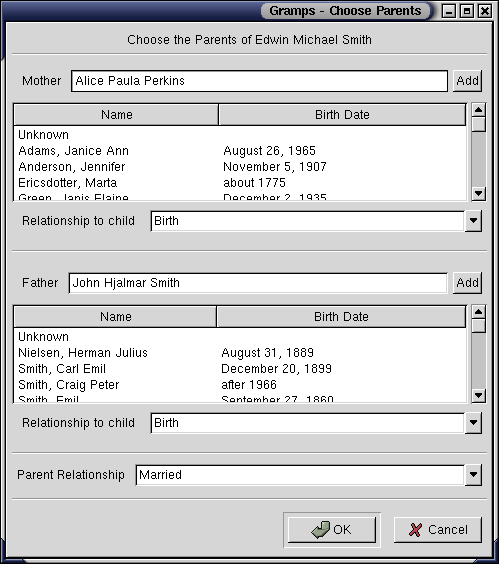 Gramps - Choose Parents
Choose the Parents of Edwin Michael Smith
Mother Alice Paula Perkins Add
Name Birth Date
Unknown
Adams, Janice Ann August 26, 1965
Anderson, Jennifer November 5, 1907
Ericsdotter, Marta about 1775
Green, Janis Elaine December 2, 1935
Relationship to child Birth
Father John Hjalmar Smith Add
Name Birth Date
Unknown
Nielsen, Herman Julius August 31, 1889
Smith, Carl Emil December 20, 1899
Smith, Craig Peter after 1966
Smith, Emil September 27, 1860
Relationship to child Birth
Parent Relationship Married
OK Cancel